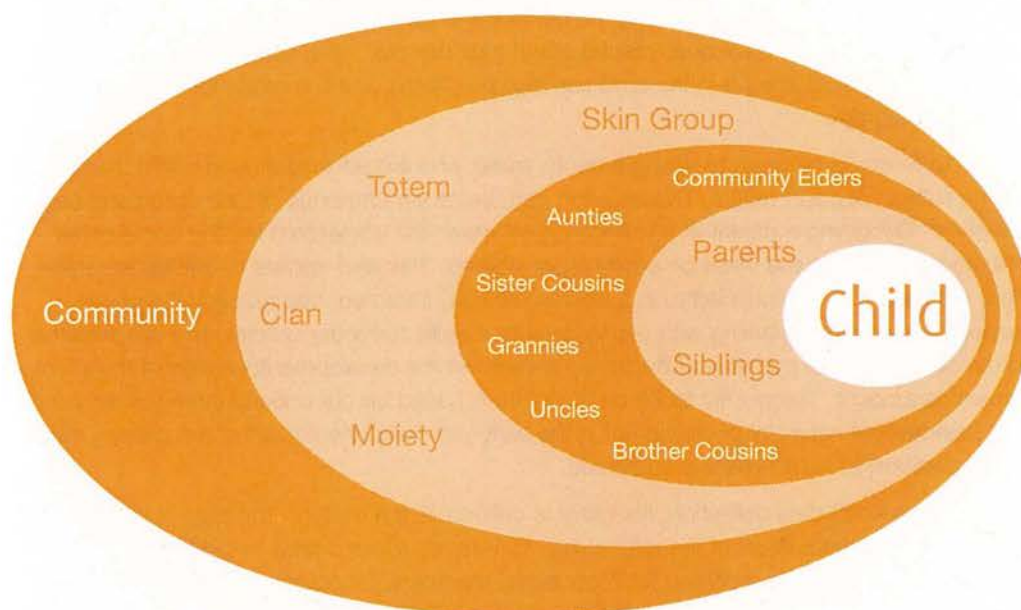 Skin Group
Community Elders
Totem
Aunties
Parents
Sister Cousins
Community
Clan
Child
Grannies
Siblings
Uncles
Moiety
Brother Cousins